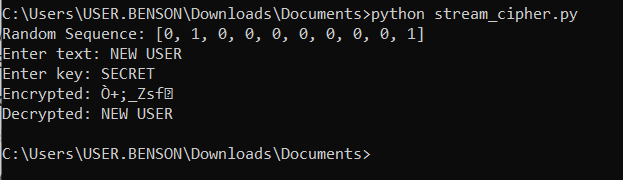 C:\Users\USER.BENSON\Downloads\Documents>python stream_cipher.py
Random Sequence: [0, 1, 0, 0, 0, 0, 0, 0, 0, 1]
Enter text: NEW USER
Enter key: SECRET
Encrypted: Ò+;_Zsf
Decrypted: NEW USER
C:\Users\USER.BENSON\Downloads\Documents>